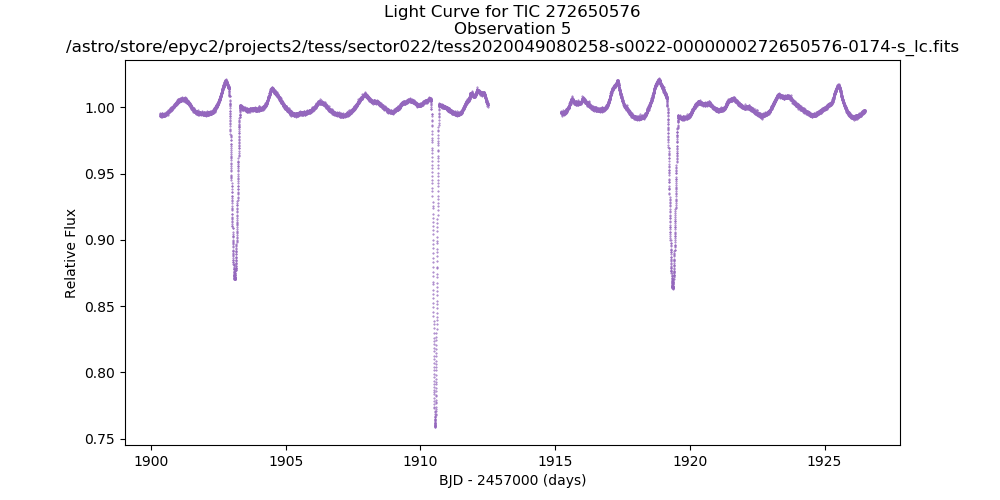 Light Curve for TIC 272650576
Observation 5
/astro/store/epyc2/projects2/tess/sector022/tess2020049080258-s0022-0000000272650576-0174-s_lc.fits
1.00
0.95
0.90
0.85
0.80
0.75
Relative Flux
1900
1905
1910
1915
1920
1925
BJD - 2457000 (days)